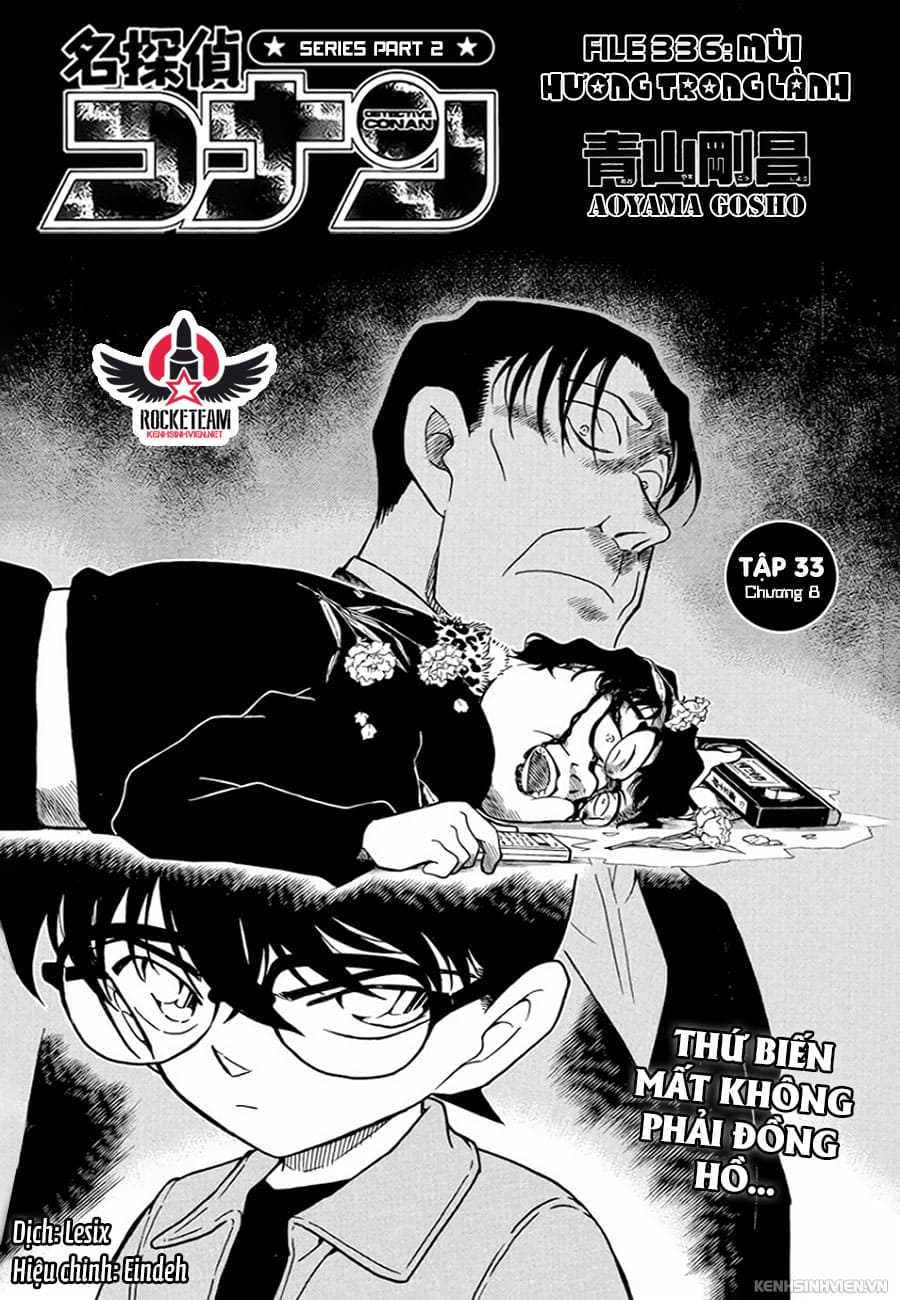 名探偵
★ SERIES PART 2 ★
コナン
DETECTIVE
CONAN
FILE 336: MÙI
HƯƠNG TRONG LÀNH
青山剛昌
AOYAMA GOSHO
ROCKETEAM
KENHSINHVIEN.NET
TẬP 33
Chương 8
THỨ BIẾN
MẤT KHÔNG
PHẢI ĐỒNG
HỒ...
Dịch: Lesix
Hiệu chỉnh: Eindeh
KENHSINHVIEN.VN